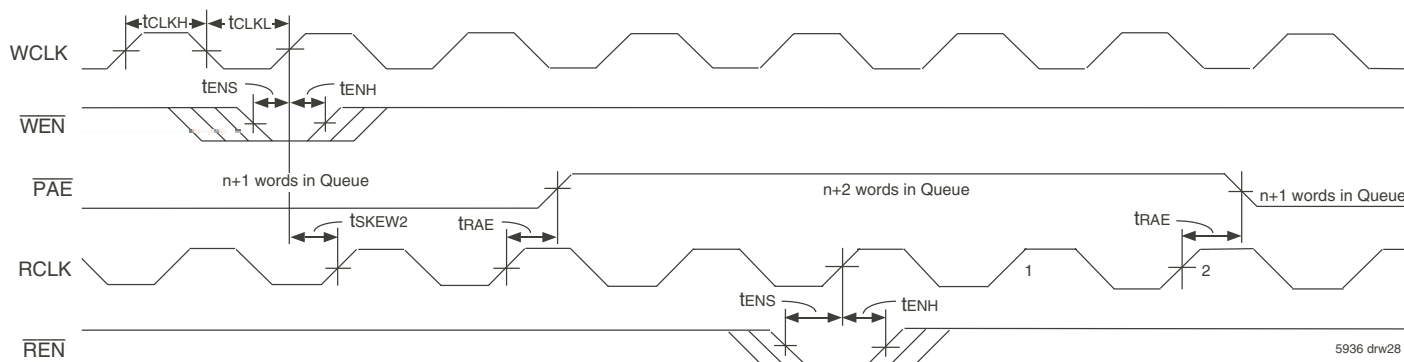 tCLKH tCLKL
WCLK
tENS tENH
WEN
n+1 words in Queue
PAE
n+2 words in Queue
n+1 words in Queue
tSKEW2 tRAE tRAE
RCLK
1 2
tENS tENH
REN
5936 drw28